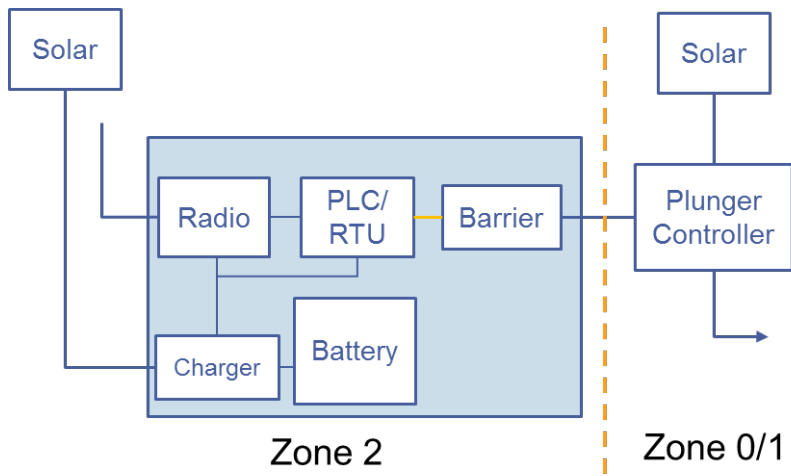 Solar
Solar
Radio
PLC/
RTU
Barrier
Plunger
Controller
Charger
Battery
Zone 2
Zone 0/1